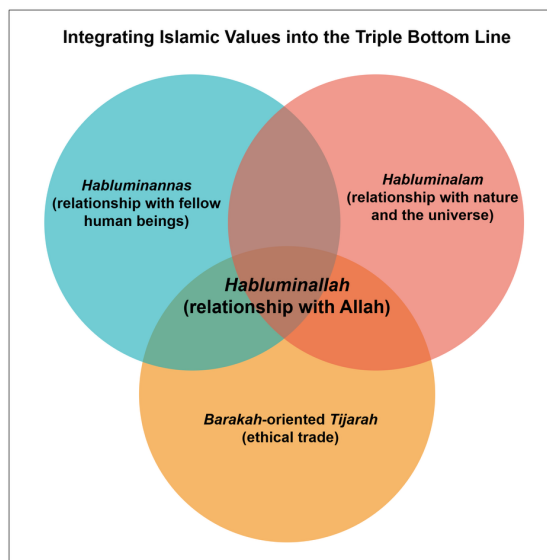 Integrating Islamic Values into the Triple Bottom Line
Habluminannas
(relationship with fellow
human beings)
Habluminalam
(relationship with nature
and the universe)
Habluminallah
(relationship with Allah)
Barakah-oriented Tijarah
(ethical trade)